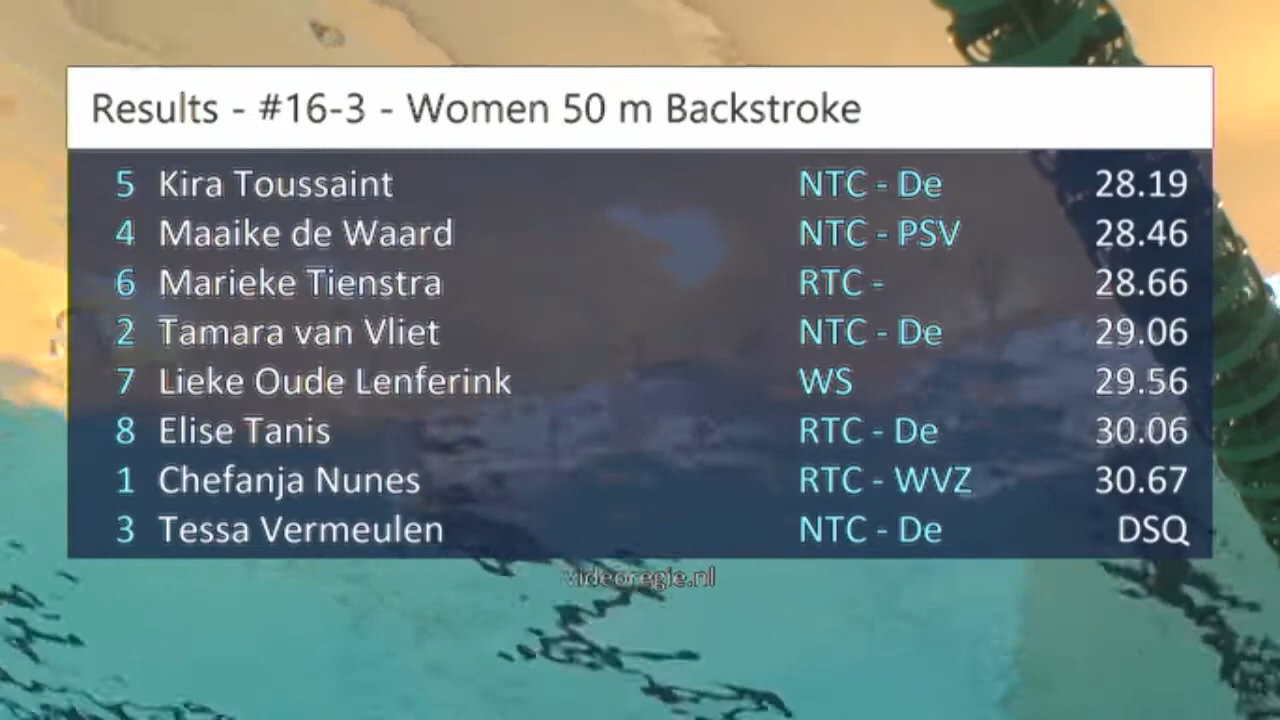 Results - #16-3 - Women 50 m Backstroke
5 Kira Toussaint NTC - De 28.19
4 Maaike de Waard NTC - PSV 28.46
6 Marieke Tienstra RTC - 28.66
2 Tamara van Vliet NTC - De 29.06
7 Lieke Oude Lenferink WS 29.56
8 Elise Tanis RTC - De 30.06
1 Chefanja Nunes RTC - WVZ 30.67
3 Tessa Vermeulen NTC - De DSQ
videoregie.nl